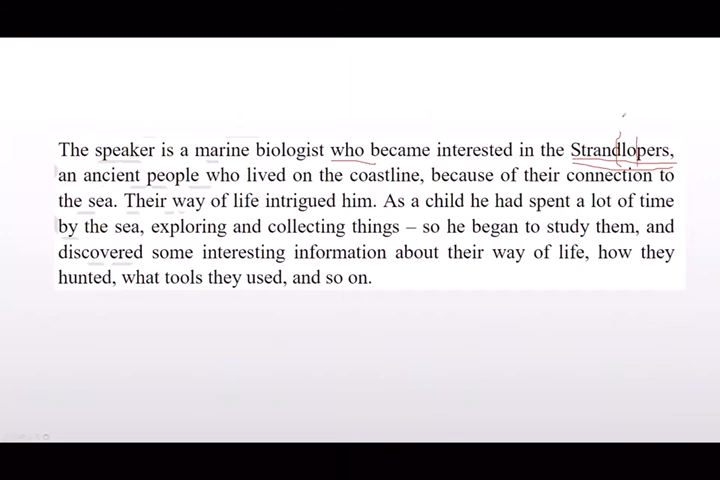 The speaker is a marine biologist who became interested in the Strandlopers,
an ancient people who lived on the coastline, because of their connection to
the sea. Their way of life intrigued him. As a child he had spent a lot of time
by the sea, exploring and collecting things – so he began to study them, and
discovered some interesting information about their way of life, how they
hunted, what tools they used, and so on.